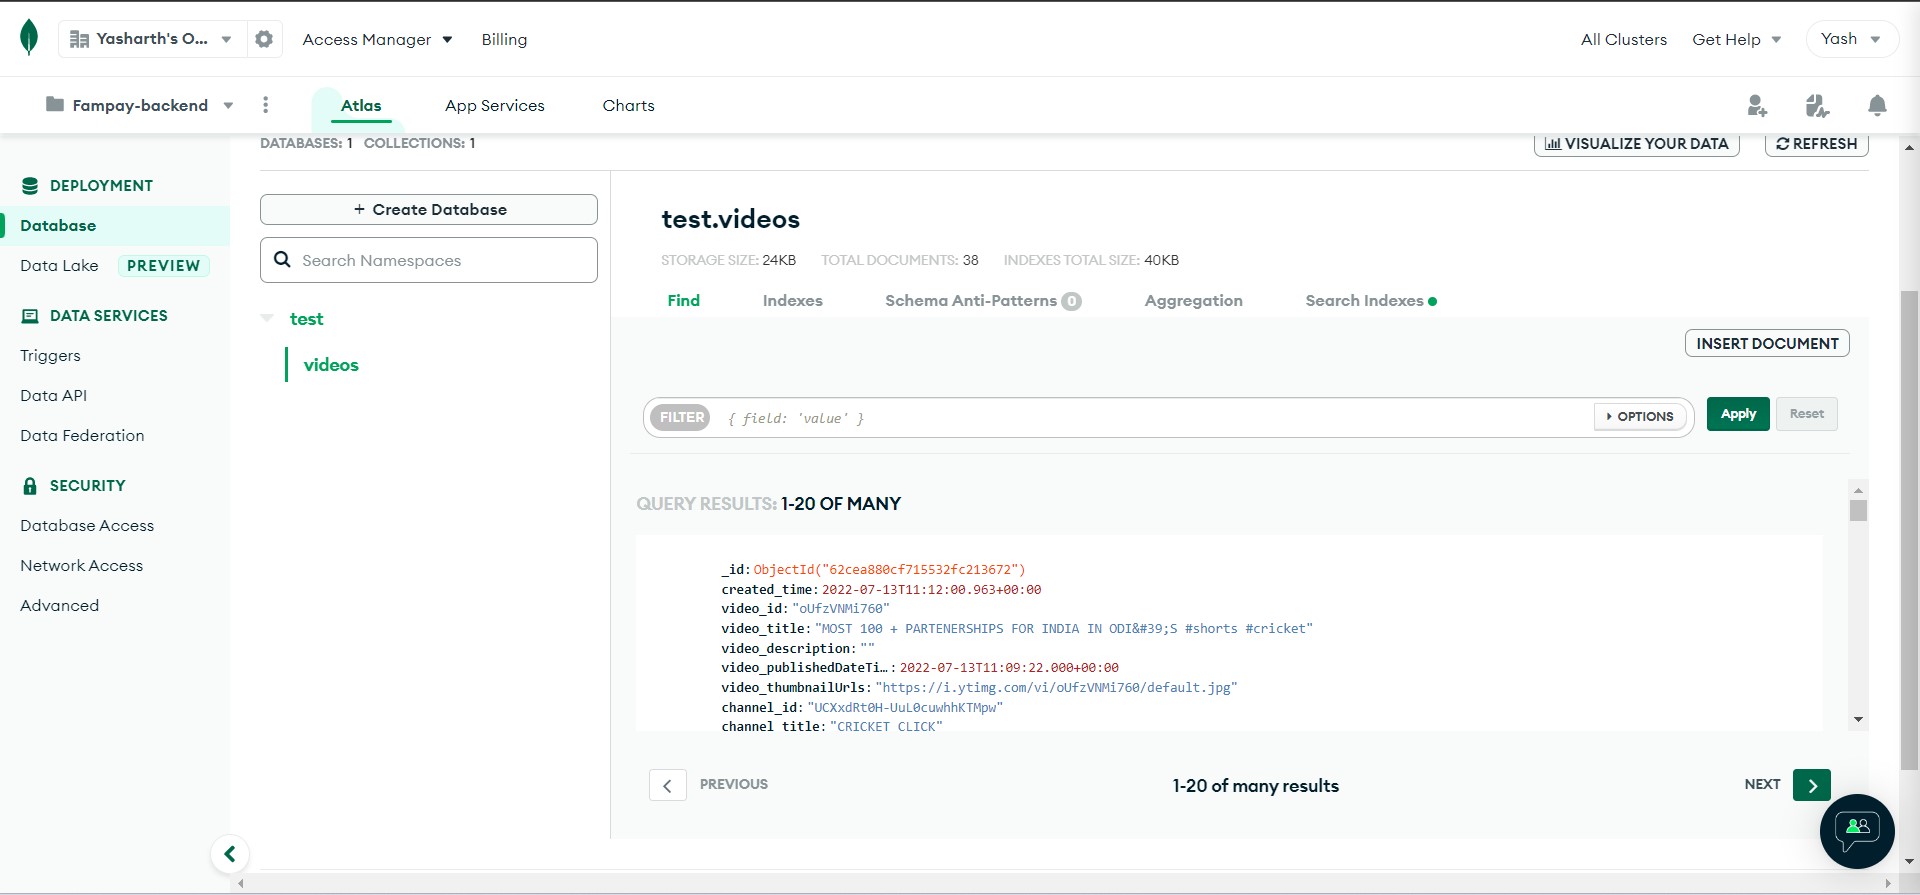 Yasharth's O...
Access Manager
Billing
All Clusters
Get Help
Yash
Fampay-backend
Atlas
App Services
Charts
DATABASES: 1 COLLECTIONS: 1
VISUALIZE YOUR DATA
REFRESH
DEPLOYMENT
Database
Data Lake PREVIEW
DATA SERVICES
Triggers
Data API
Data Federation
SECURITY
Database Access
Network Access
Advanced
+ Create Database
Search Namespaces
test
videos
test.videos
STORAGE SIZE: 24KB TOTAL DOCUMENTS: 38 INDEXES TOTAL SIZE: 40KB
Find Indexes Schema Anti-Patterns 0 Aggregation Search Indexes
INSERT DOCUMENT
FILTER { field: 'value' } OPTIONS Apply Reset
QUERY RESULTS: 1-20 OF MANY
_id: ObjectId("62cea880cf715532fc213672")
created_time: 2022-07-13T11:12:00.963+00:00
video_id: "oUfzVNMi760"
video_title: "MOST 100 + PARTENERSHIPS FOR INDIA IN ODI&#39;S #shorts #cricket"
video_description: ""
video_publishedDateTi…: 2022-07-13T11:09:22.000+00:00
video_thumbnailUrls: "https://i.ytimg.com/vi/oUfzVNMi760/default.jpg"
channel_id: "UCXxdRt0H-UuL0cuwhhKTMpw"
channel_title: "CRICKET CLICK"
PREVIOUS
1-20 of many results
NEXT